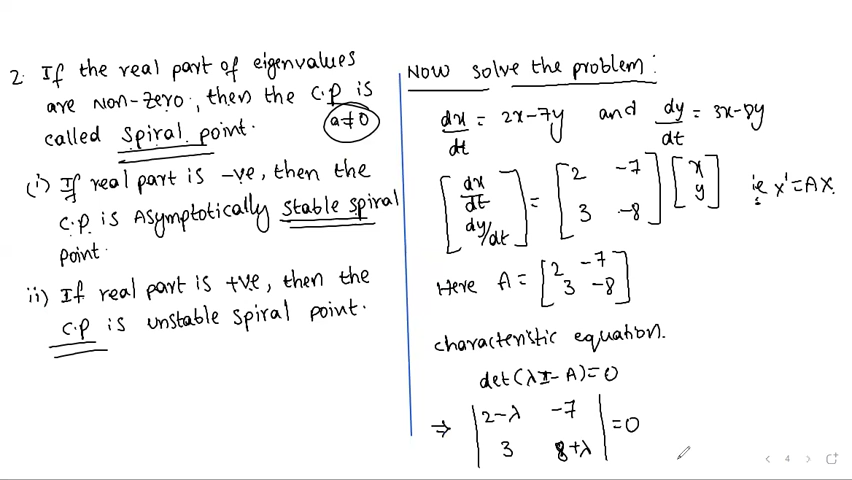 2. If the real part of eigenvalues
are non-zero, then the c.p is
called spiral point. a≠0
(i) If real part is -ve, then the
c.p is Asymptotically stable spiral
point.
ii) If real part is +ve, then the
c.p is unstable spiral point.
Now solve the problem:
dx/dt = 2x-7y and dy/dt = 3x-8y
[dx/dt dy/dt] = [2 -7 3 -8] [x y] ie x' = AX.
Here A = [2 -7 3 -8]
characteristic equation.
det(λI-A)=0
⇒ |2-λ -7 3 8+λ| = 0
4